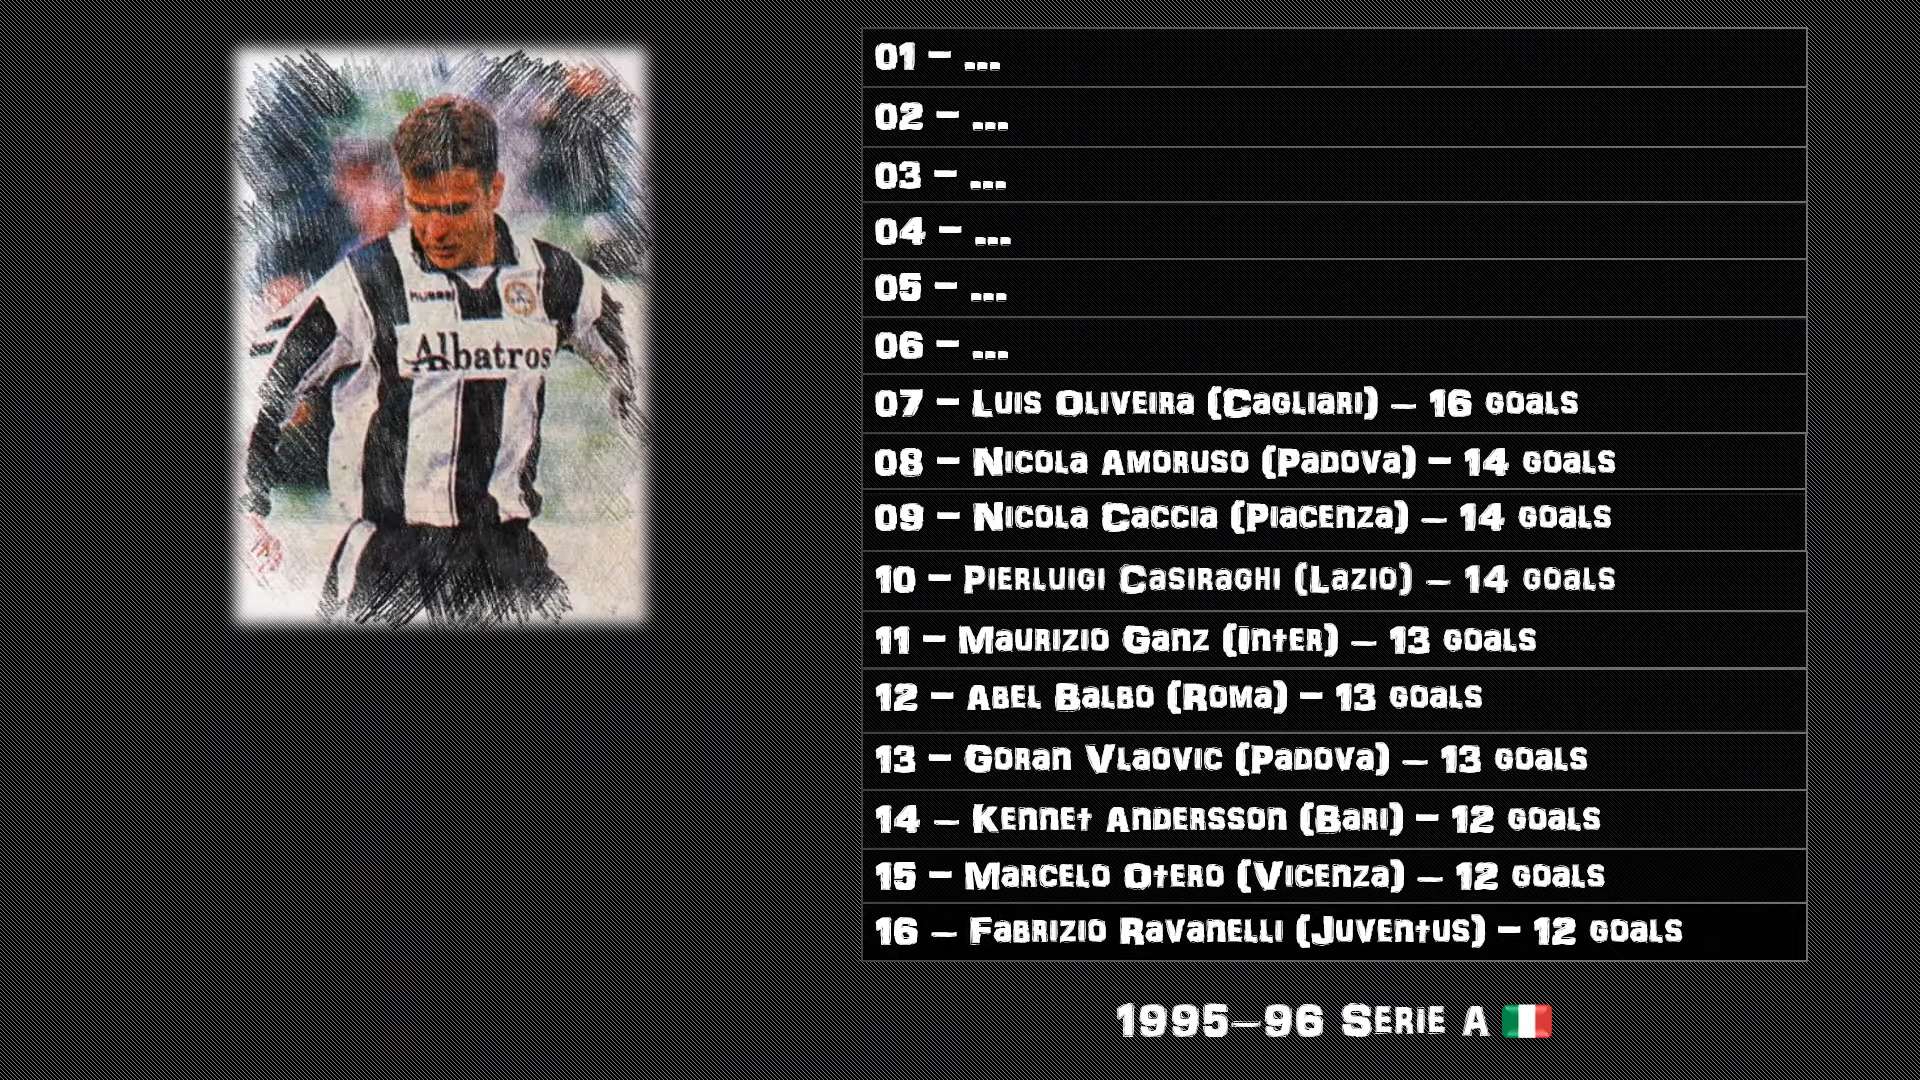 hummel
Albatros
01 – ...
02 – ...
03 – ...
04 – ...
05 – ...
06 – ...
07 – Luis Oliveira (Cagliari) – 16 goals
08 – Nicola Amoruso (Padova) – 14 goals
09 – Nicola Caccia (Piacenza) – 14 goals
10 – Pierluigi Casiraghi (Lazio) – 14 goals
11 – Maurizio Ganz (Inter) – 13 goals
12 – Abel Balbo (Roma) – 13 goals
13 – Goran Vlaovic (Padova) – 13 goals
14 – Kennet Andersson (Bari) – 12 goals
15 – Marcelo Otero (Vicenza) – 12 goals
16 – Fabrizio Ravanelli (Juventus) – 12 goals
1995–96 Serie A